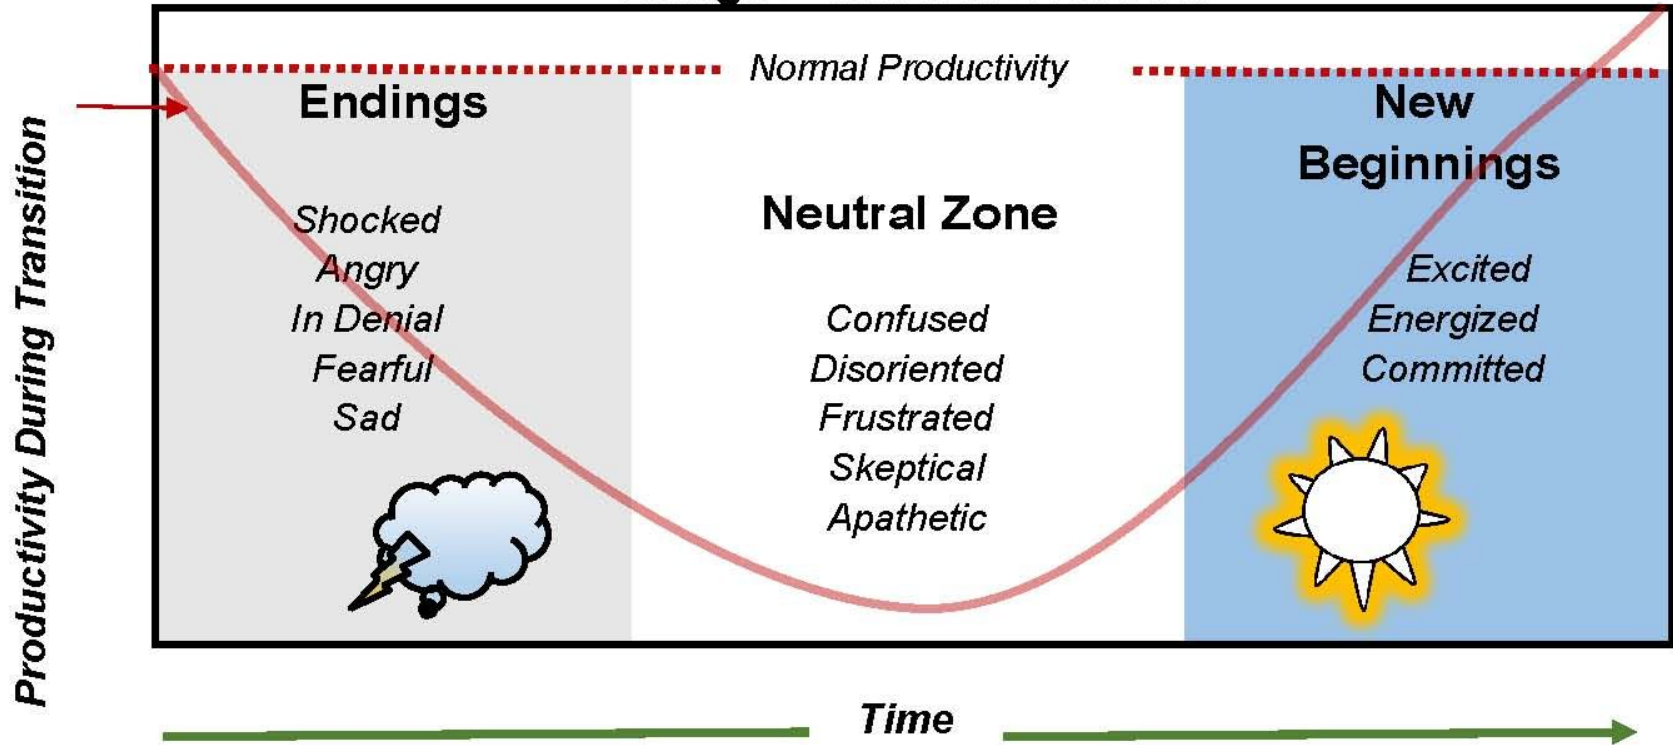 Normal Productivity
Endings
Shocked
Angry
In Denial
Fearful
Sad
Neutral Zone
Confused
Disoriented
Frustrated
Skeptical
Apathetic
New
Beginnings
Excited
Energized
Committed
Productivity During Transition
Time